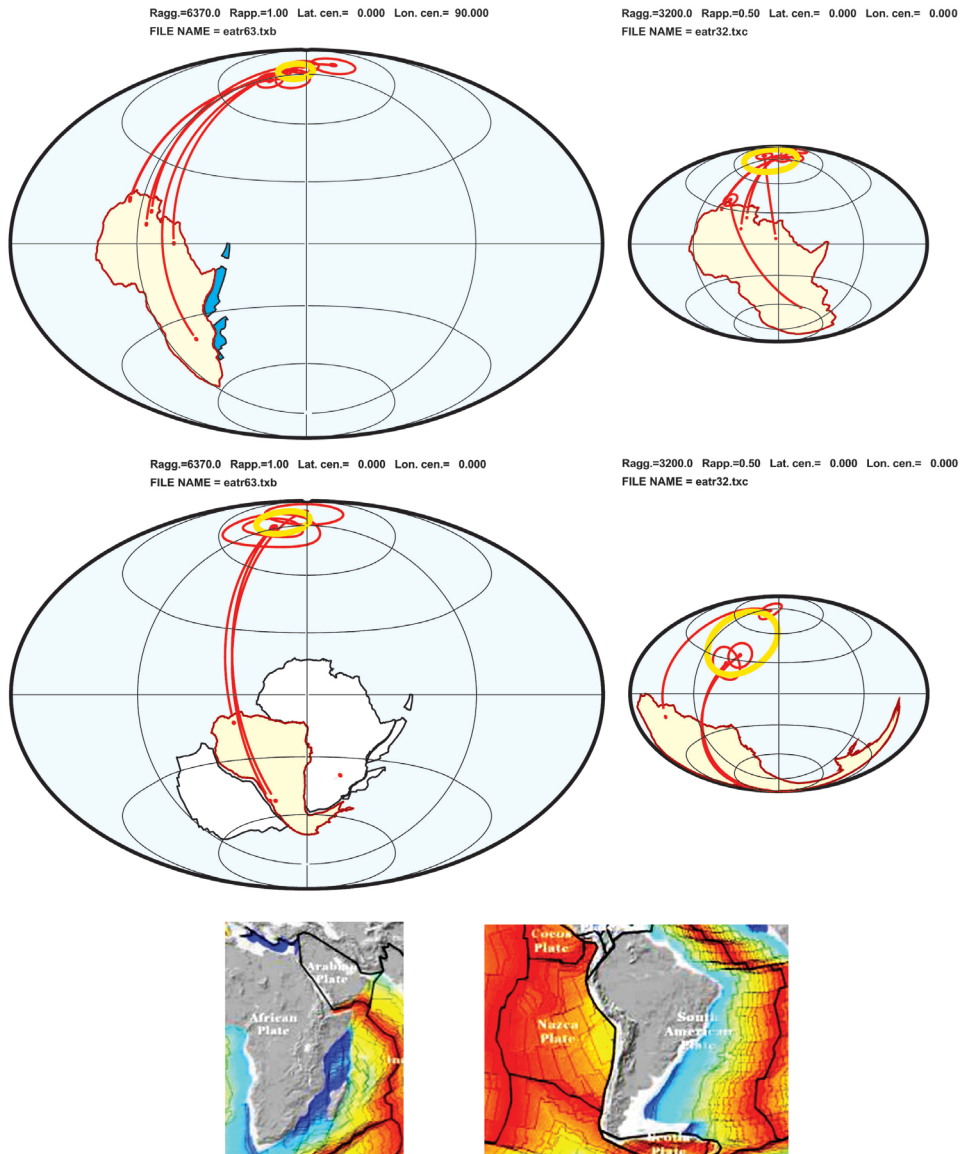 Ragg.=6370.0 Rapp.=1.00 Lat. cen.= 0.000 Lon. cen.= 90.000
FILE NAME = eatr63.txb
Ragg.=3200.0 Rapp.=0.50 Lat. cen.= 0.000 Lon. cen.= 0.000
FILE NAME = eatr32.txc
Ragg.=6370.0 Rapp.=1.00 Lat. cen.= 0.000 Lon. cen.= 0.000
FILE NAME = eatr63.txb
Ragg.=3200.0 Rapp.=0.50 Lat. cen.= 0.000 Lon. cen.= 0.000
FILE NAME = eatr32.txc
Arabian
Plate
African
Plate
In
Cocos
Plate
Nazca
Plate
South
American
Plate
Scotia
Plate